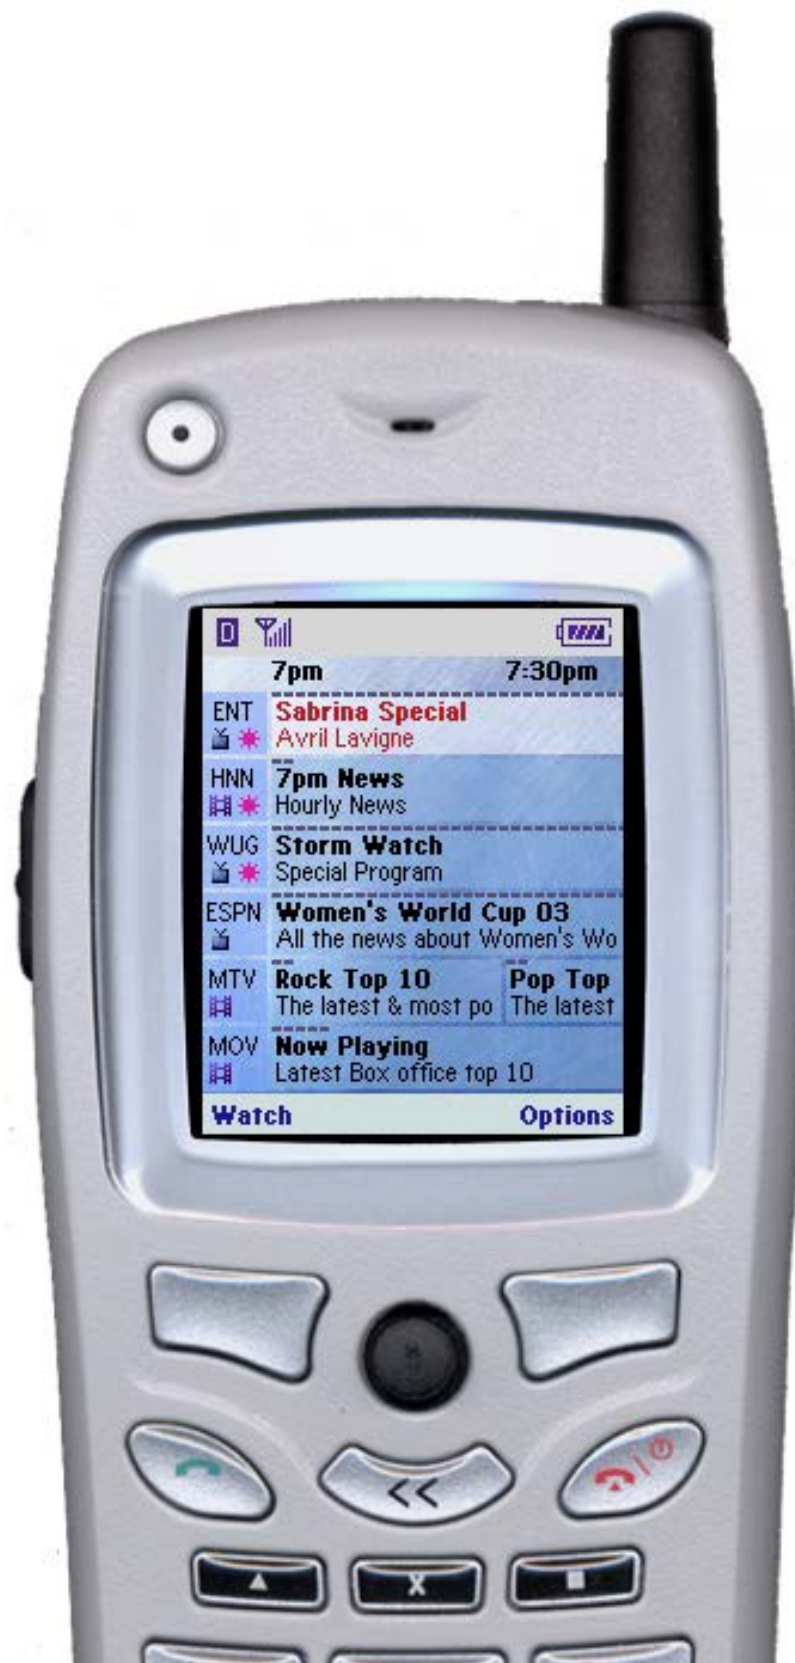 D
7pm 7:30pm
ENT Sabrina Special
Avril Lavigne
HNN 7pm News
Hourly News
WUG Storm Watch
Special Program
ESPN Women's World Cup 03
All the news about Women's Wo
MTV Rock Top 10 Pop Top
The latest & most po The latest
MOV Now Playing
Latest Box office top 10
Watch Options
<<
X